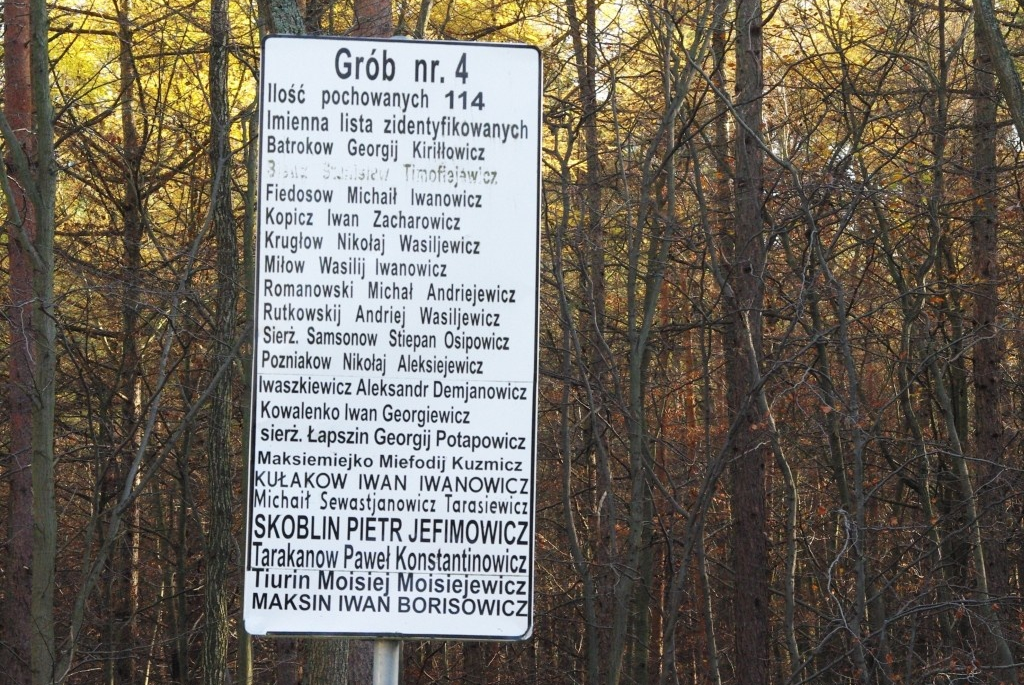 Grób nr. 4
Ilość pochowanych 114
Imienna lista zidentyfikowanych
Batrokow Georgij Kiriłłowicz
Timofiejewicz
Fiedosow Michaił Iwanowicz
Kopicz Iwan Zacharowicz
Krugłow Nikołaj Wasiljewicz
Miłow Wasilij Iwanowicz
Romanowski Michał Andriejewicz
Rutkowskij Andriej Wasiljewicz
Sierż. Samsonow Stiepan Osipowicz
Pozniakow Nikołaj Aleksiejewicz
Iwaszkiewicz Aleksandr Demjanowicz
Kowalenko Iwan Georgiewicz
sierż. Łapszin Georgij Potapowicz
Maksiemiejko Miefodij Kuzmicz
KUŁAKOW IWAN IWANOWICZ
Michaił Sewastjanowicz Tarasiewicz
SKOBLIN PIETR JEFIMOWICZ
Tarakanow Paweł Konstantinowicz
Tiurin Moisiej Moisiejewicz
MAKSIN IWAN BORISOWICZ